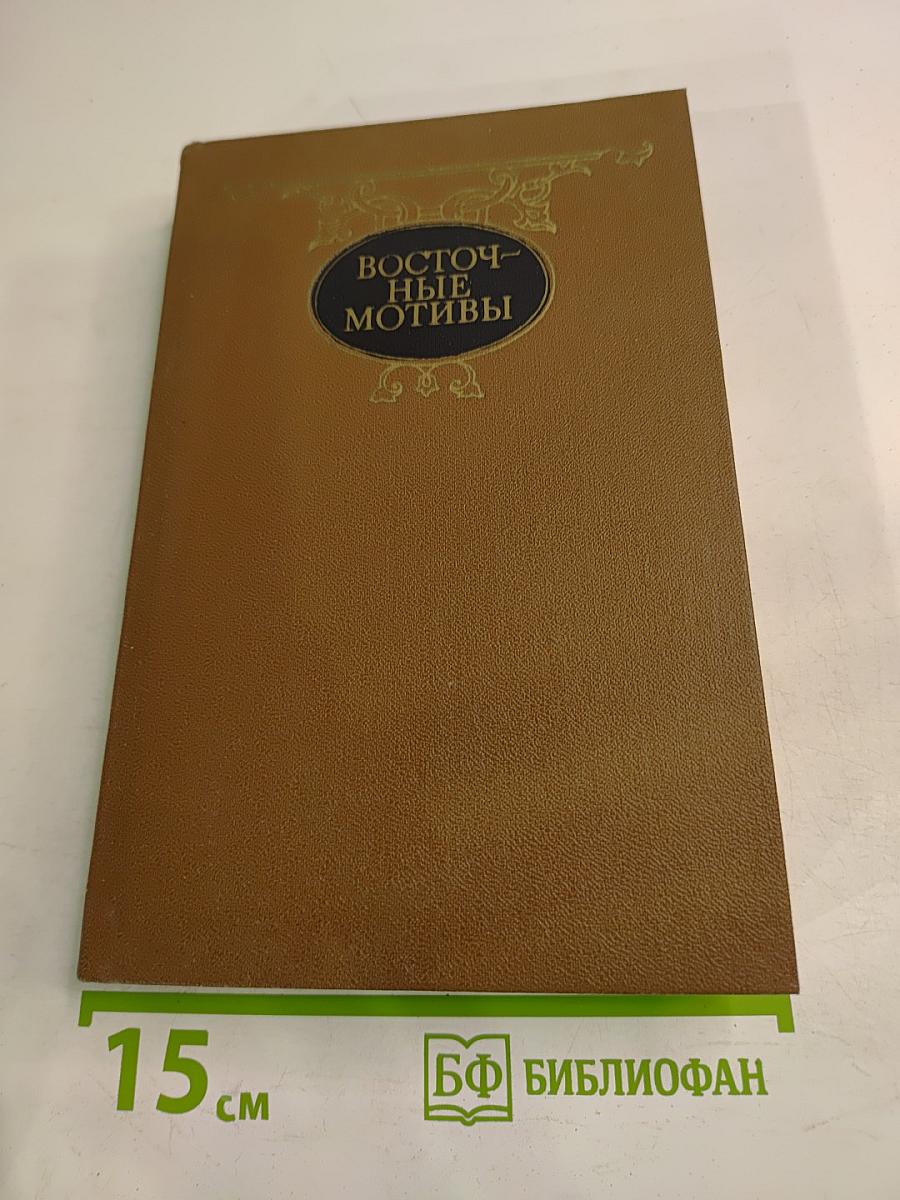 ВОСТОЧ-
НЫЕ
МОТИВЫ
15 см
БФ БИБЛИОФАН